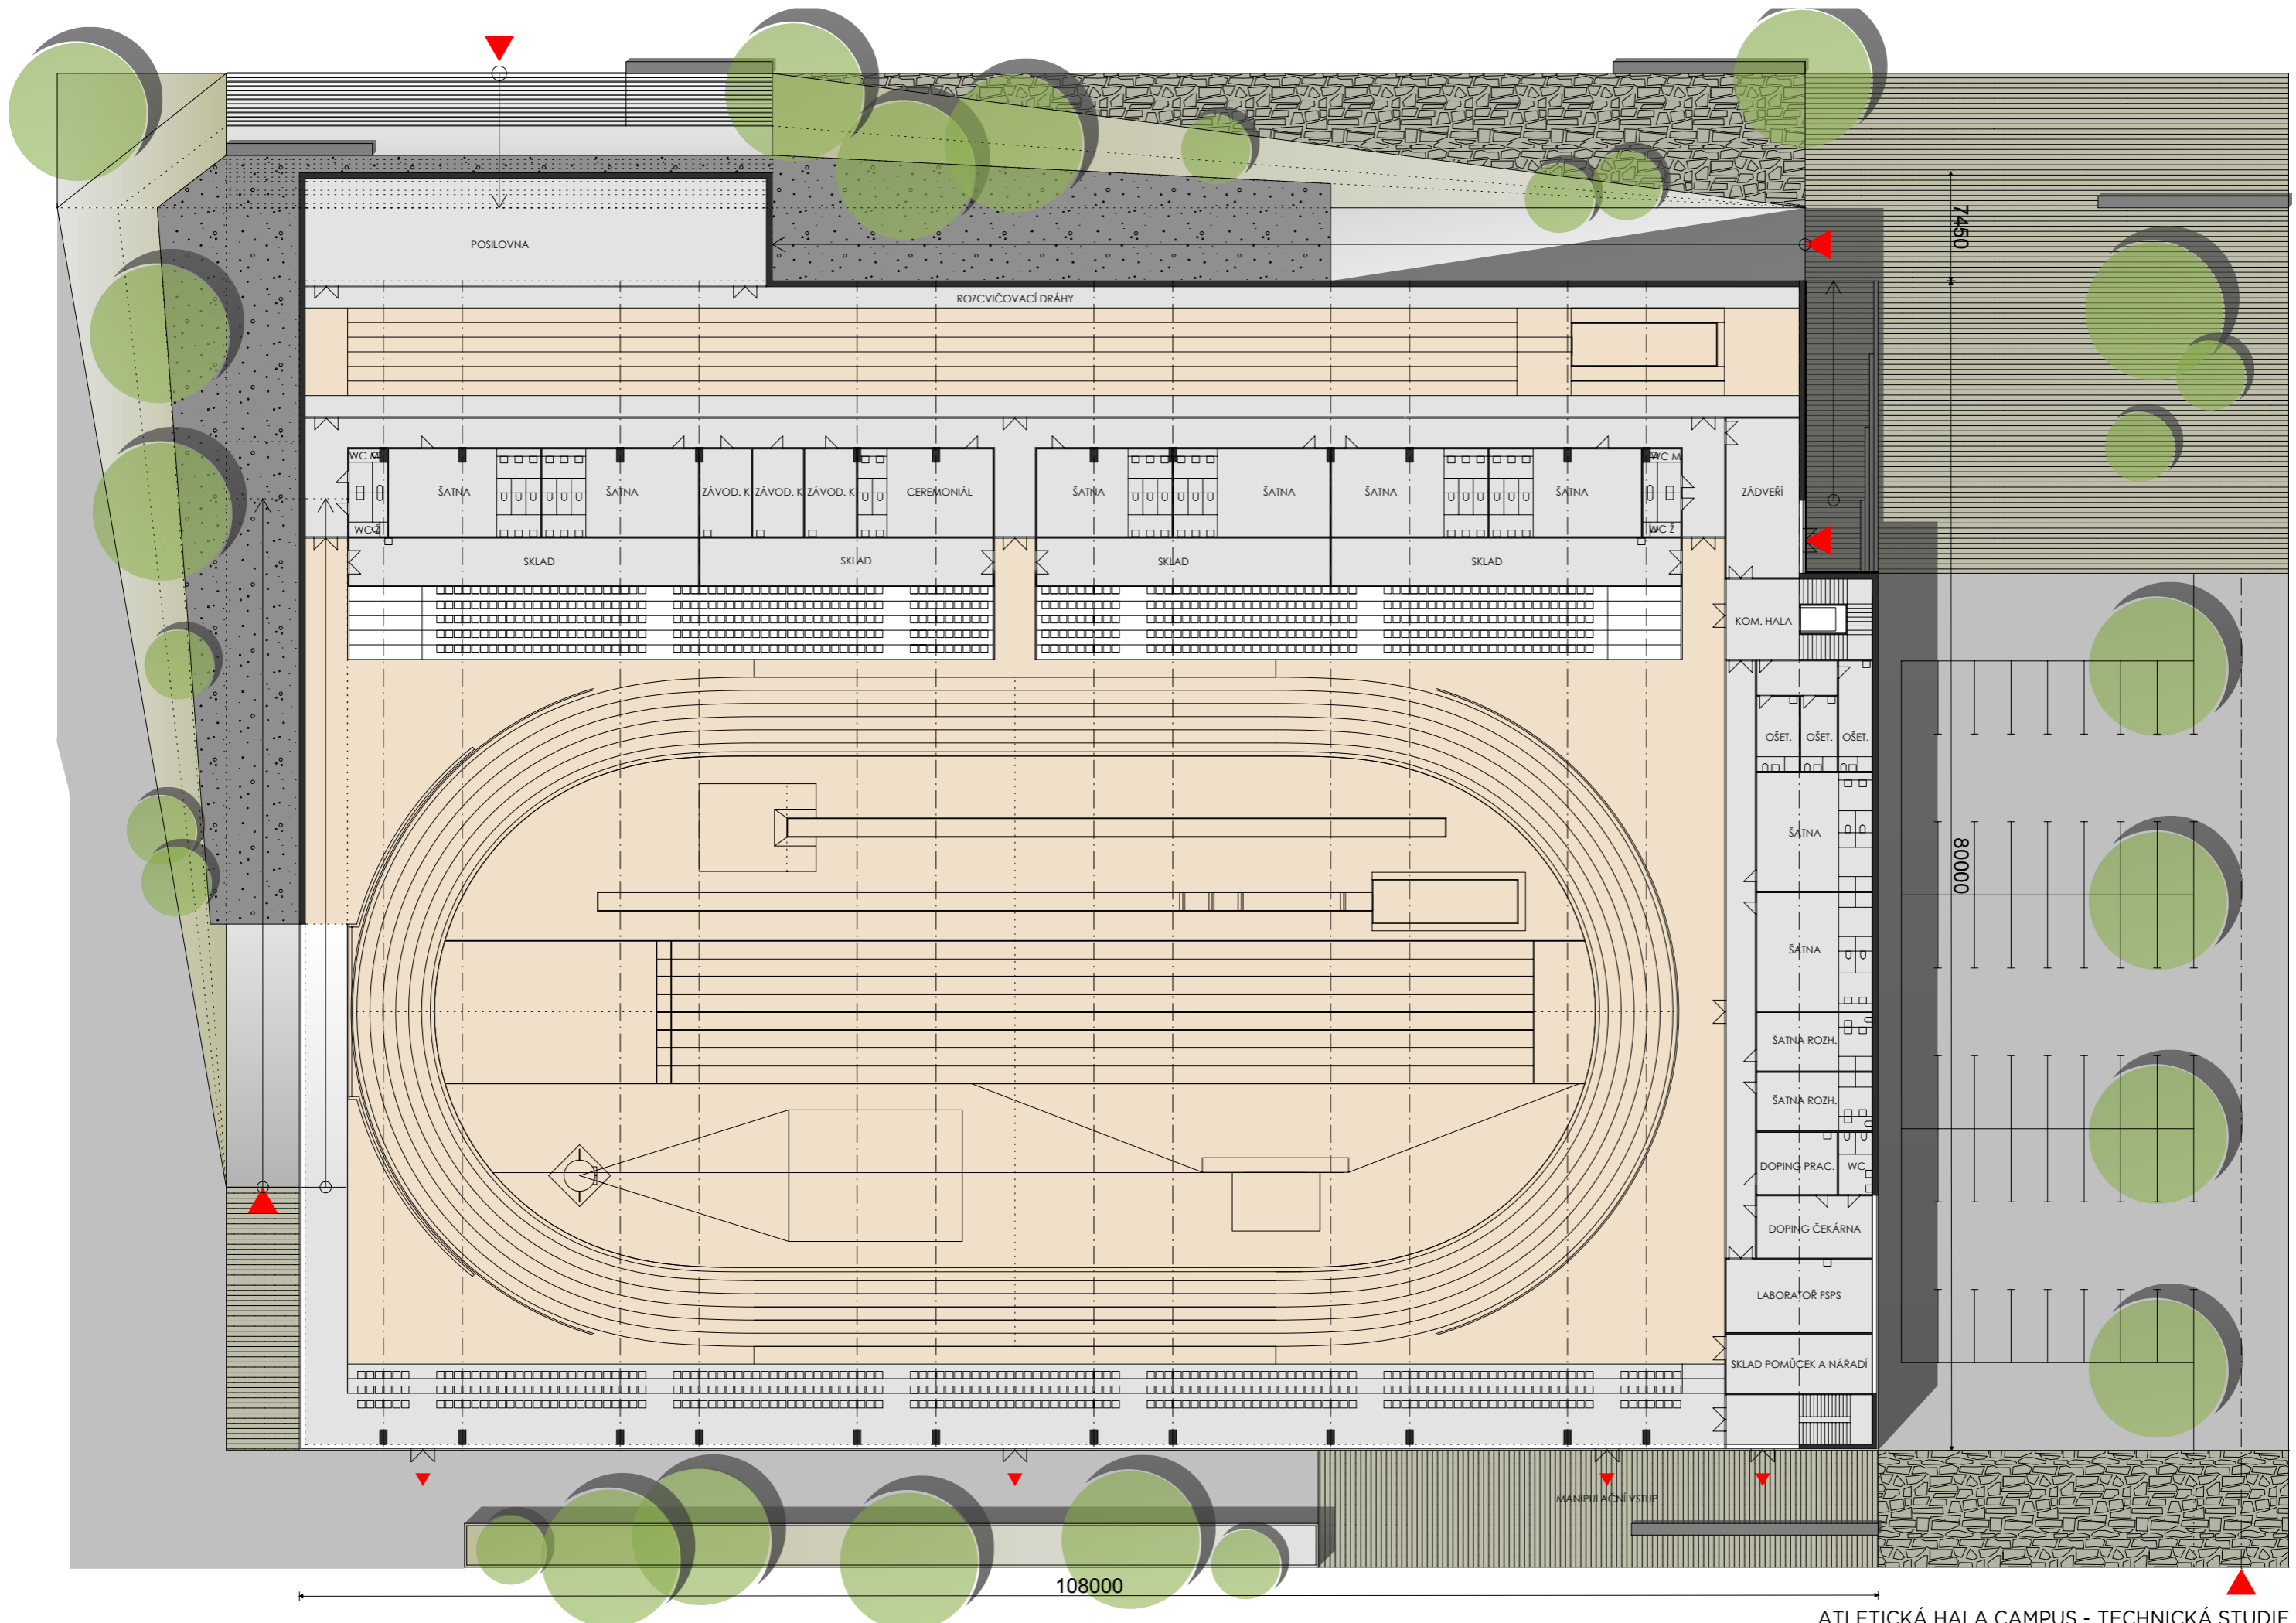 POSILOVNA
7450
ROZCVIČOVACÍ DRÁHY
WC M
ŠATNA
ŠATNA
ZÁVOD. K
ZÁVOD. K
ZÁVOD. K
CEREMONIÁL
ŠATNA
ŠATNA
ŠATNA
ŠATNA
WC M
ZÁDVEŘÍ
WC Ž
WC Ž
SKLAD
SKLAD
SKLAD
SKLAD
KOM. HALA
OŠET.
OŠET.
OŠET.
ŠATNA
80000
ŠATNA
ŠATNA ROZH.
ŠATNA ROZH.
DOPING PRAC.
WC
DOPING ČEKÁRNA
LABORATOŘ FSPS
SKLAD POMŮCEK A NÁŘADÍ
MANIPULAČNÍ VSTUP
108000
ATLETICKÁ HALA CAMPUS - TECHNICKÁ STUDIE